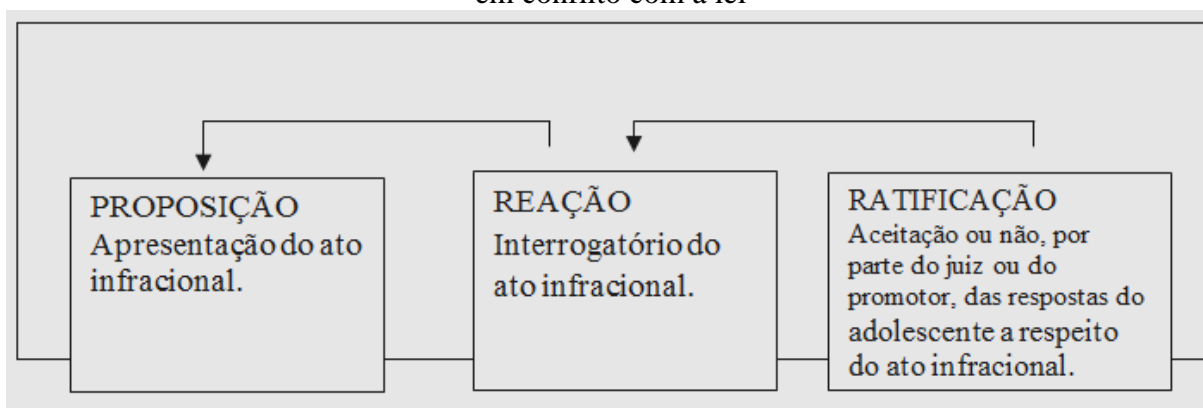 em conflito com a lei
PROPOSIÇÃO
Apresentação do ato
infracional.
REAÇÃO
Interrogatório do
ato infracional.
RATIFICAÇÃO
Aceitação ou não, por
parte do juiz ou do
promotor, das respostas do
adolescente a respeito
do ato infracional.